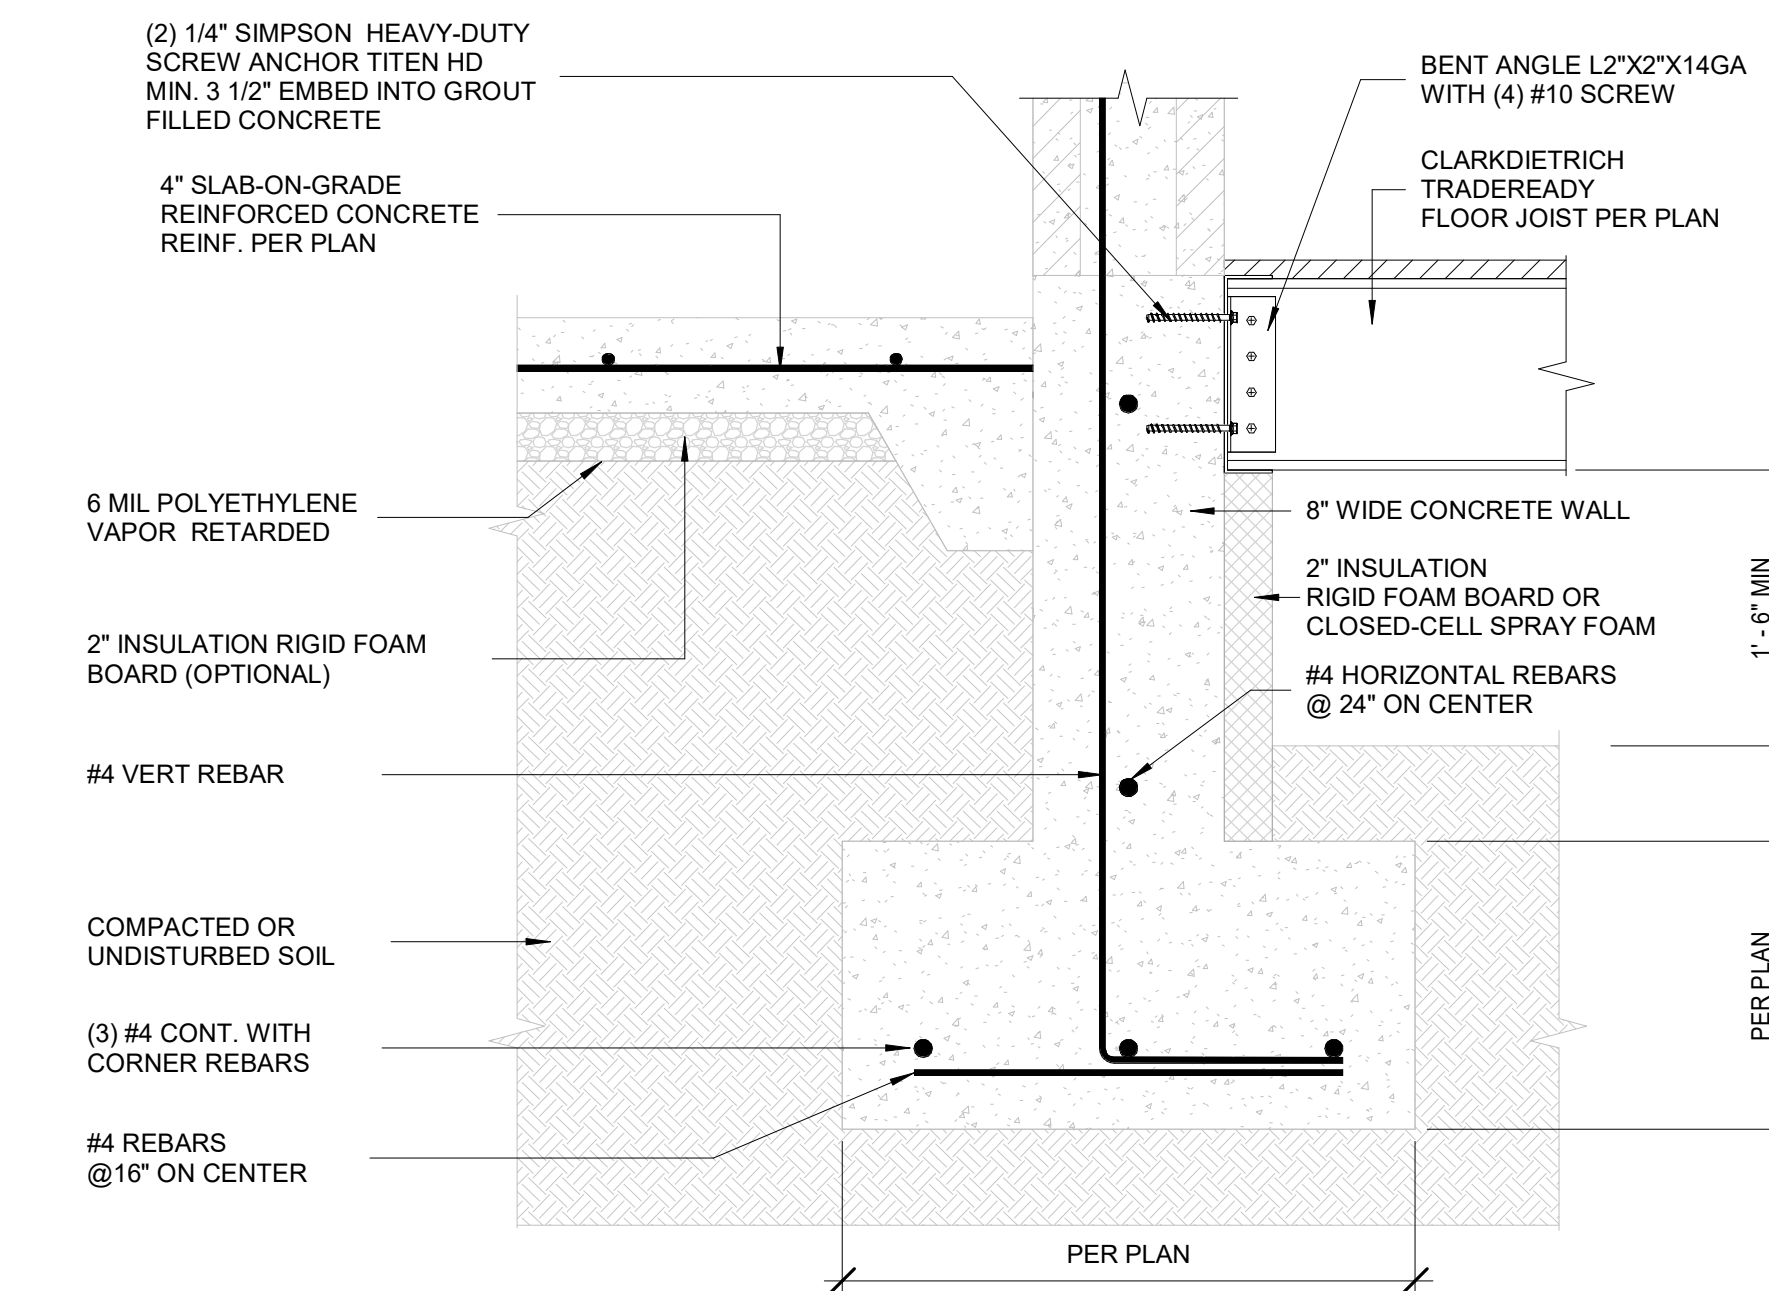 (2) 1/4" SIMPSON HEAVY-DUTY
SCREW ANCHOR TITEN HD
MIN. 3 1/2" EMBED INTO GROUT
FILLED CONCRETE
4" SLAB-ON-GRADE
REINFORCED CONCRETE
REINF. PER PLAN
6 MIL POLYETHYLENE
VAPOR RETARDED
2" INSULATION RIGID FOAM
BOARD (OPTIONAL)
#4 VERT REBAR
COMPACTED OR
UNDISTURBED SOIL
(3) #4 CONT. WITH
CORNER REBARS
#4 REBARS
@16" ON CENTER
BENT ANGLE L2"X2"X14GA
WITH (4) #10 SCREW
CLARKDIETRICH
TRADEREADY
FLOOR JOIST PER PLAN
8" WIDE CONCRETE WALL
2" INSULATION
RIGID FOAM BOARD OR
CLOSED-CELL SPRAY FOAM
#4 HORIZONTAL REBARS
@ 24" ON CENTER
1' - 6" MIN
PER PLAN
PER PLAN